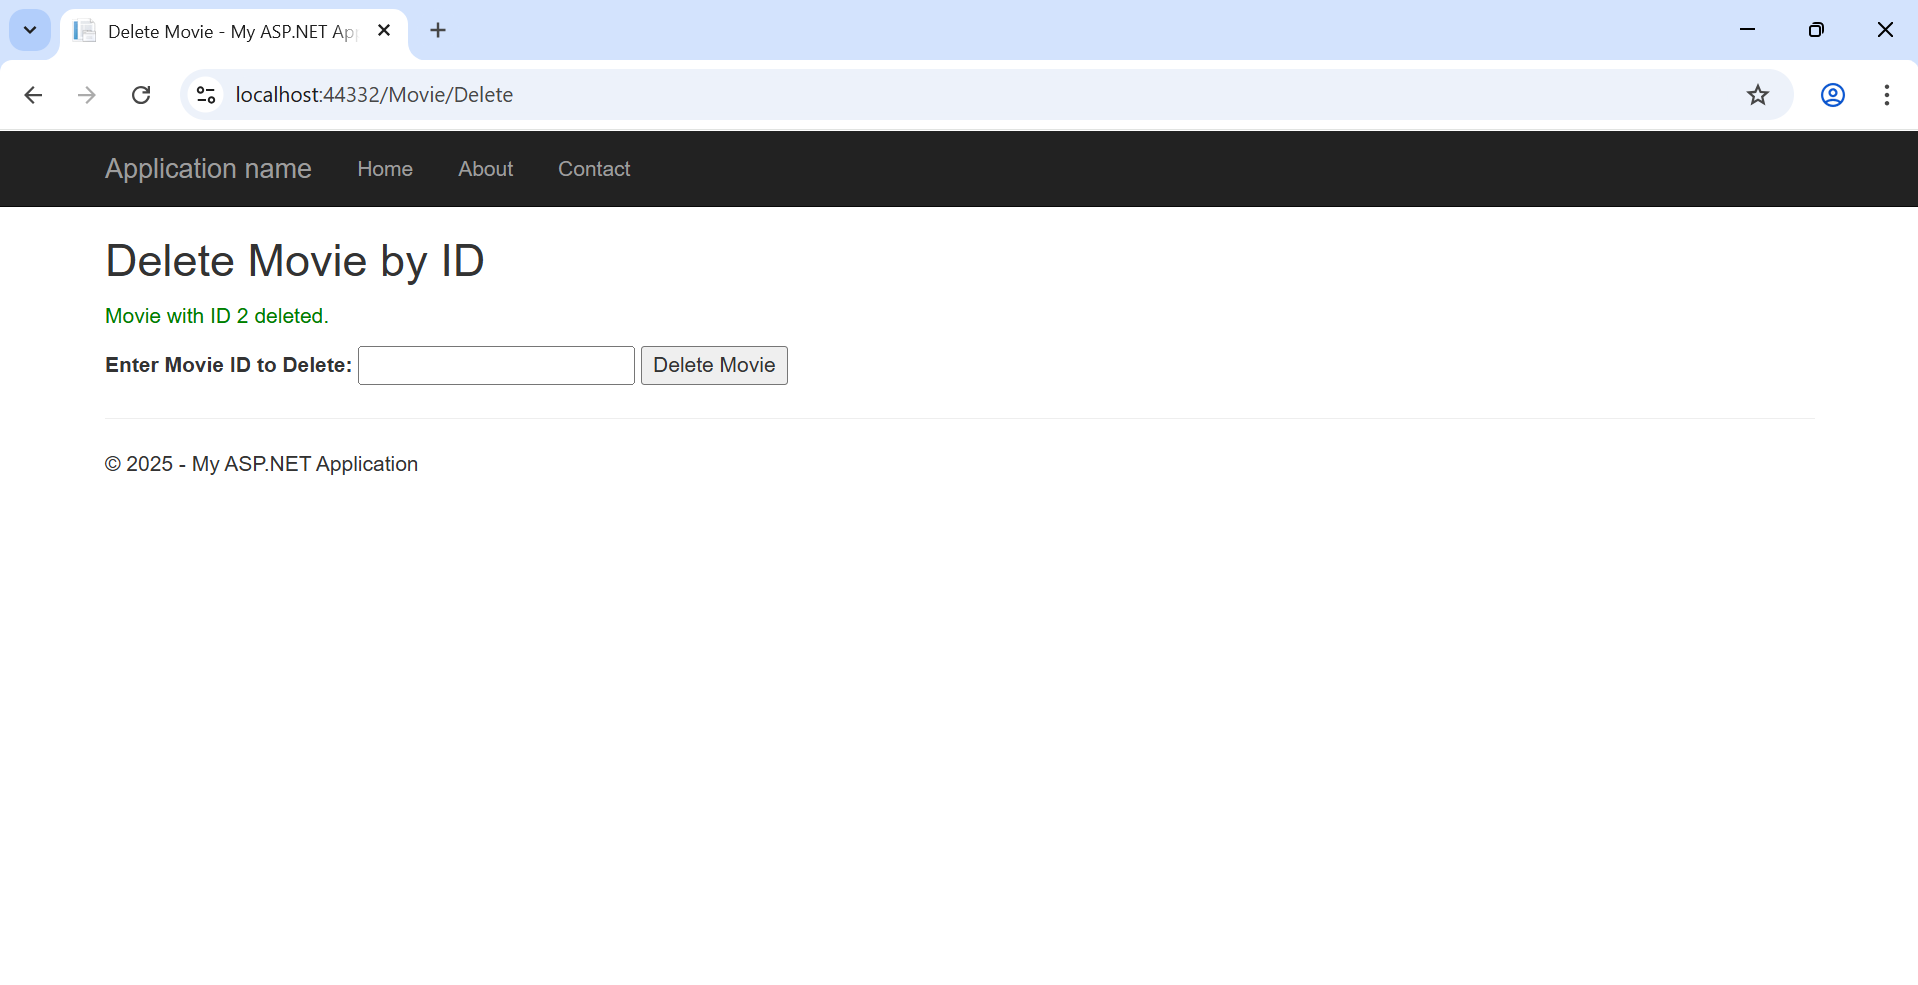 Delete Movie - My ASP.NET Ap
localhost:44332/Movie/Delete
Application name Home About Contact
Delete Movie by ID
Movie with ID 2 deleted.
Enter Movie ID to Delete: Delete Movie
© 2025 - My ASP.NET Application